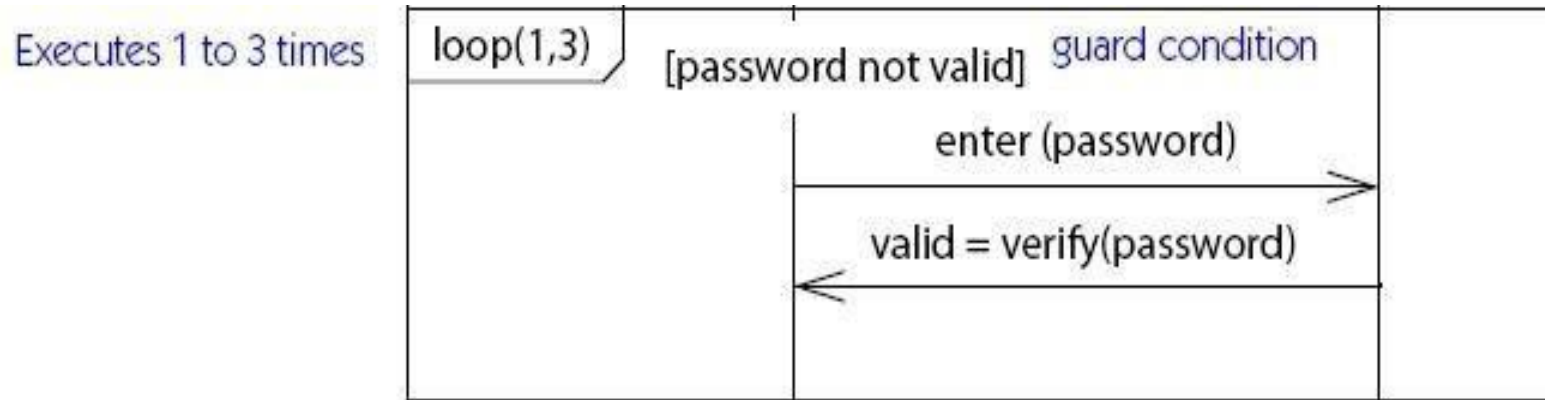 Executes 1 to 3 times
loop(1,3)
[password not valid]
guard condition
enter (password)
valid = verify(password)